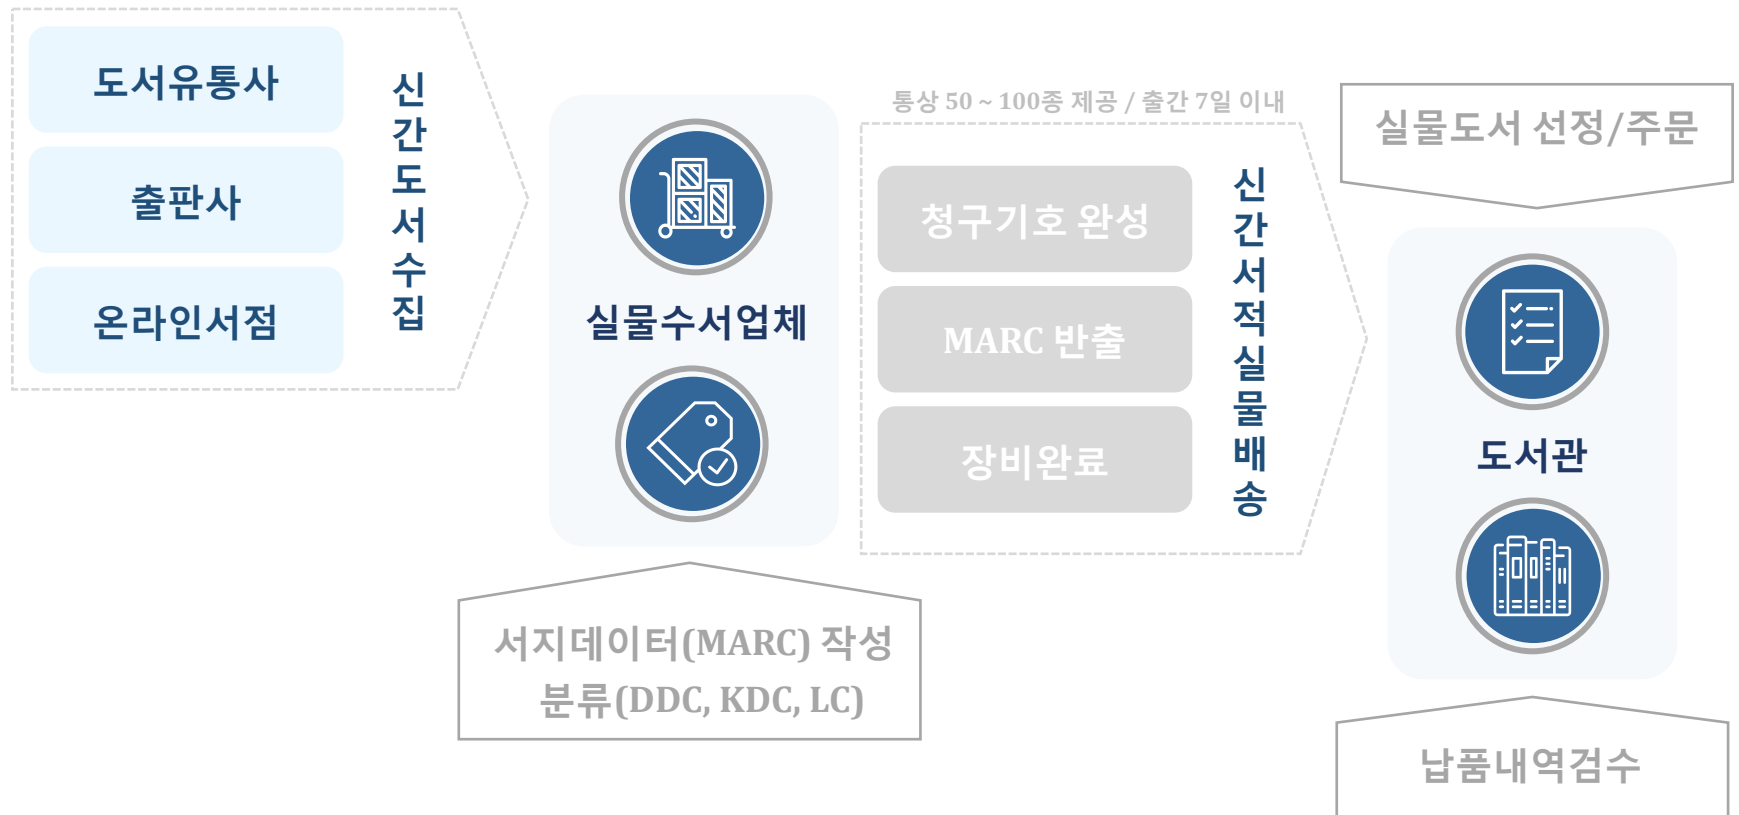 도서유통사
출판사
온라인서점
신간도서수집
실물수서업체
서지데이터(MARC) 작성
분류(DDC, KDC, LC)
통상 50 ~ 100종 제공 / 출간 7일 이내
청구기호 완성
MARC 반출
장비완료
신간서적실물배송
실물도서 선정/주문
도서관
납품내역검수